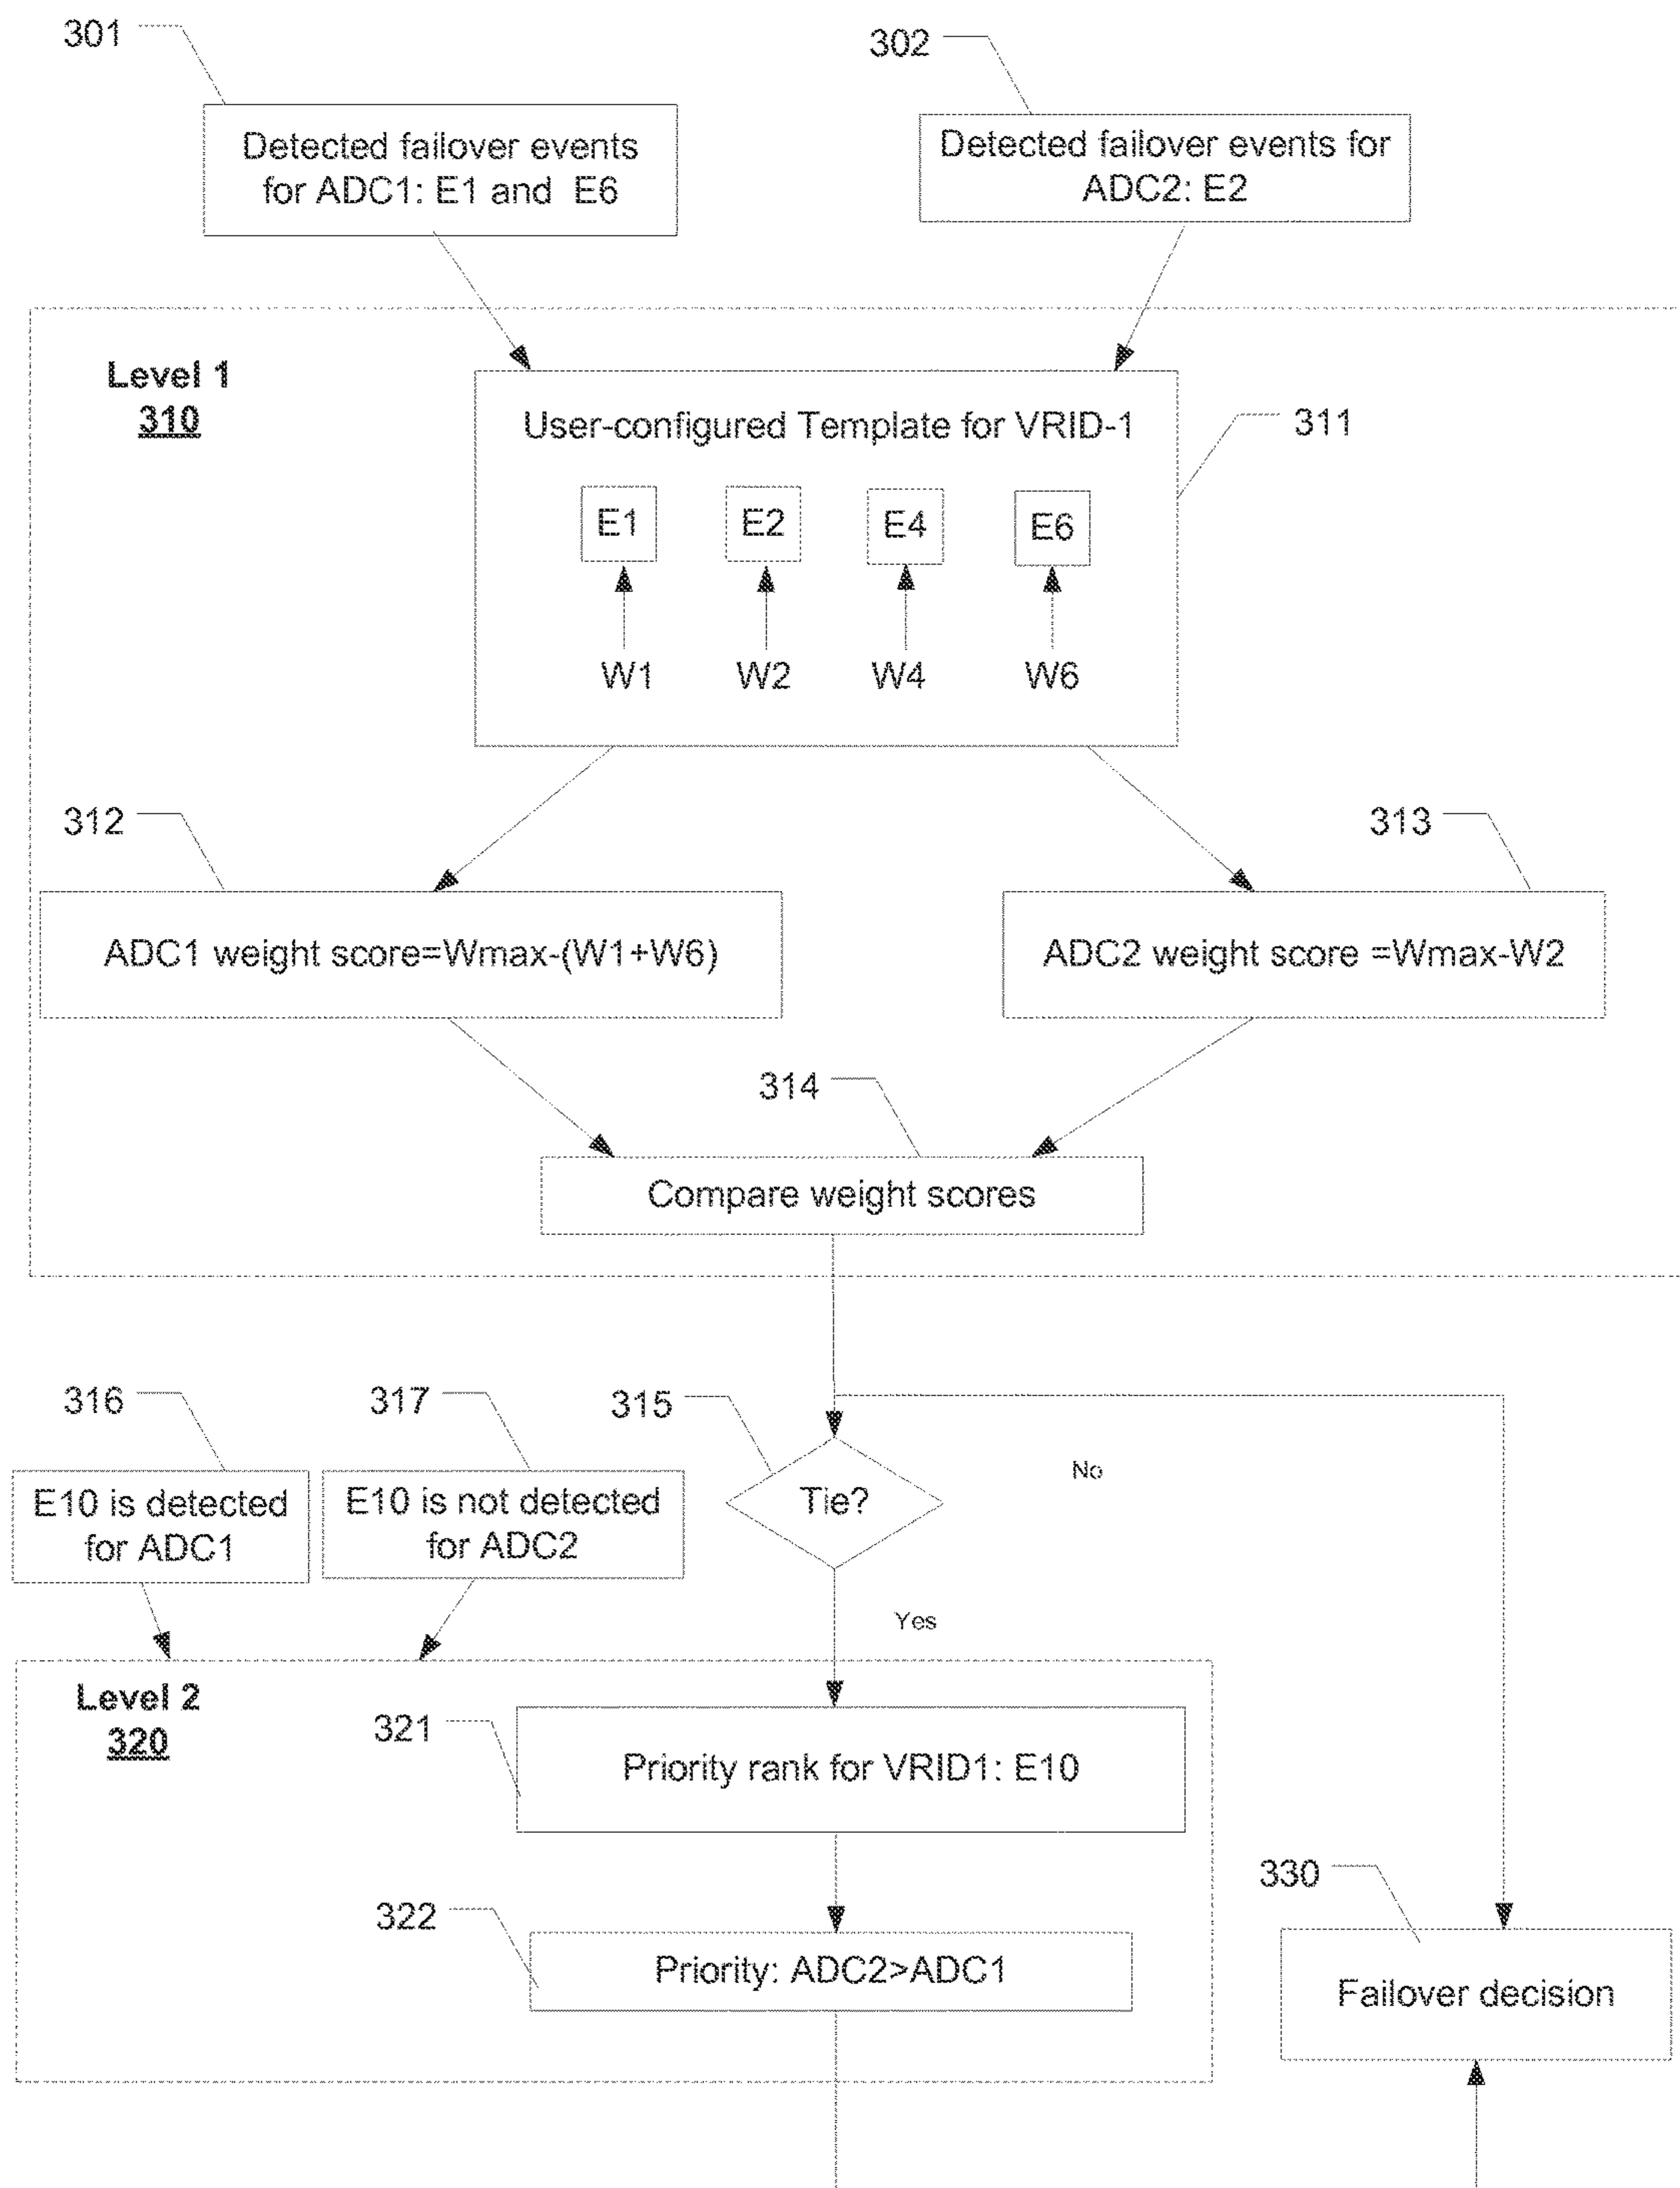 301
302
Detected failover events
for ADC1: E1 and E6
Detected failover events for
ADC2: E2
Level 1
310
User-configured Template for VRID-1
311
E1
E2
E4
E6
W1
W2
W4
W6
312
313
ADC1 weight score=Wmax-(W1+W6)
ADC2 weight score =Wmax-W2
314
Compare weight scores
316
317
315
E10 is detected
for ADC1
E10 is not detected
for ADC2
Tie?
No
Yes
Level 2
320
321
Priority rank for VRID1: E10
322
330
Priority: ADC2>ADC1
Failover decision